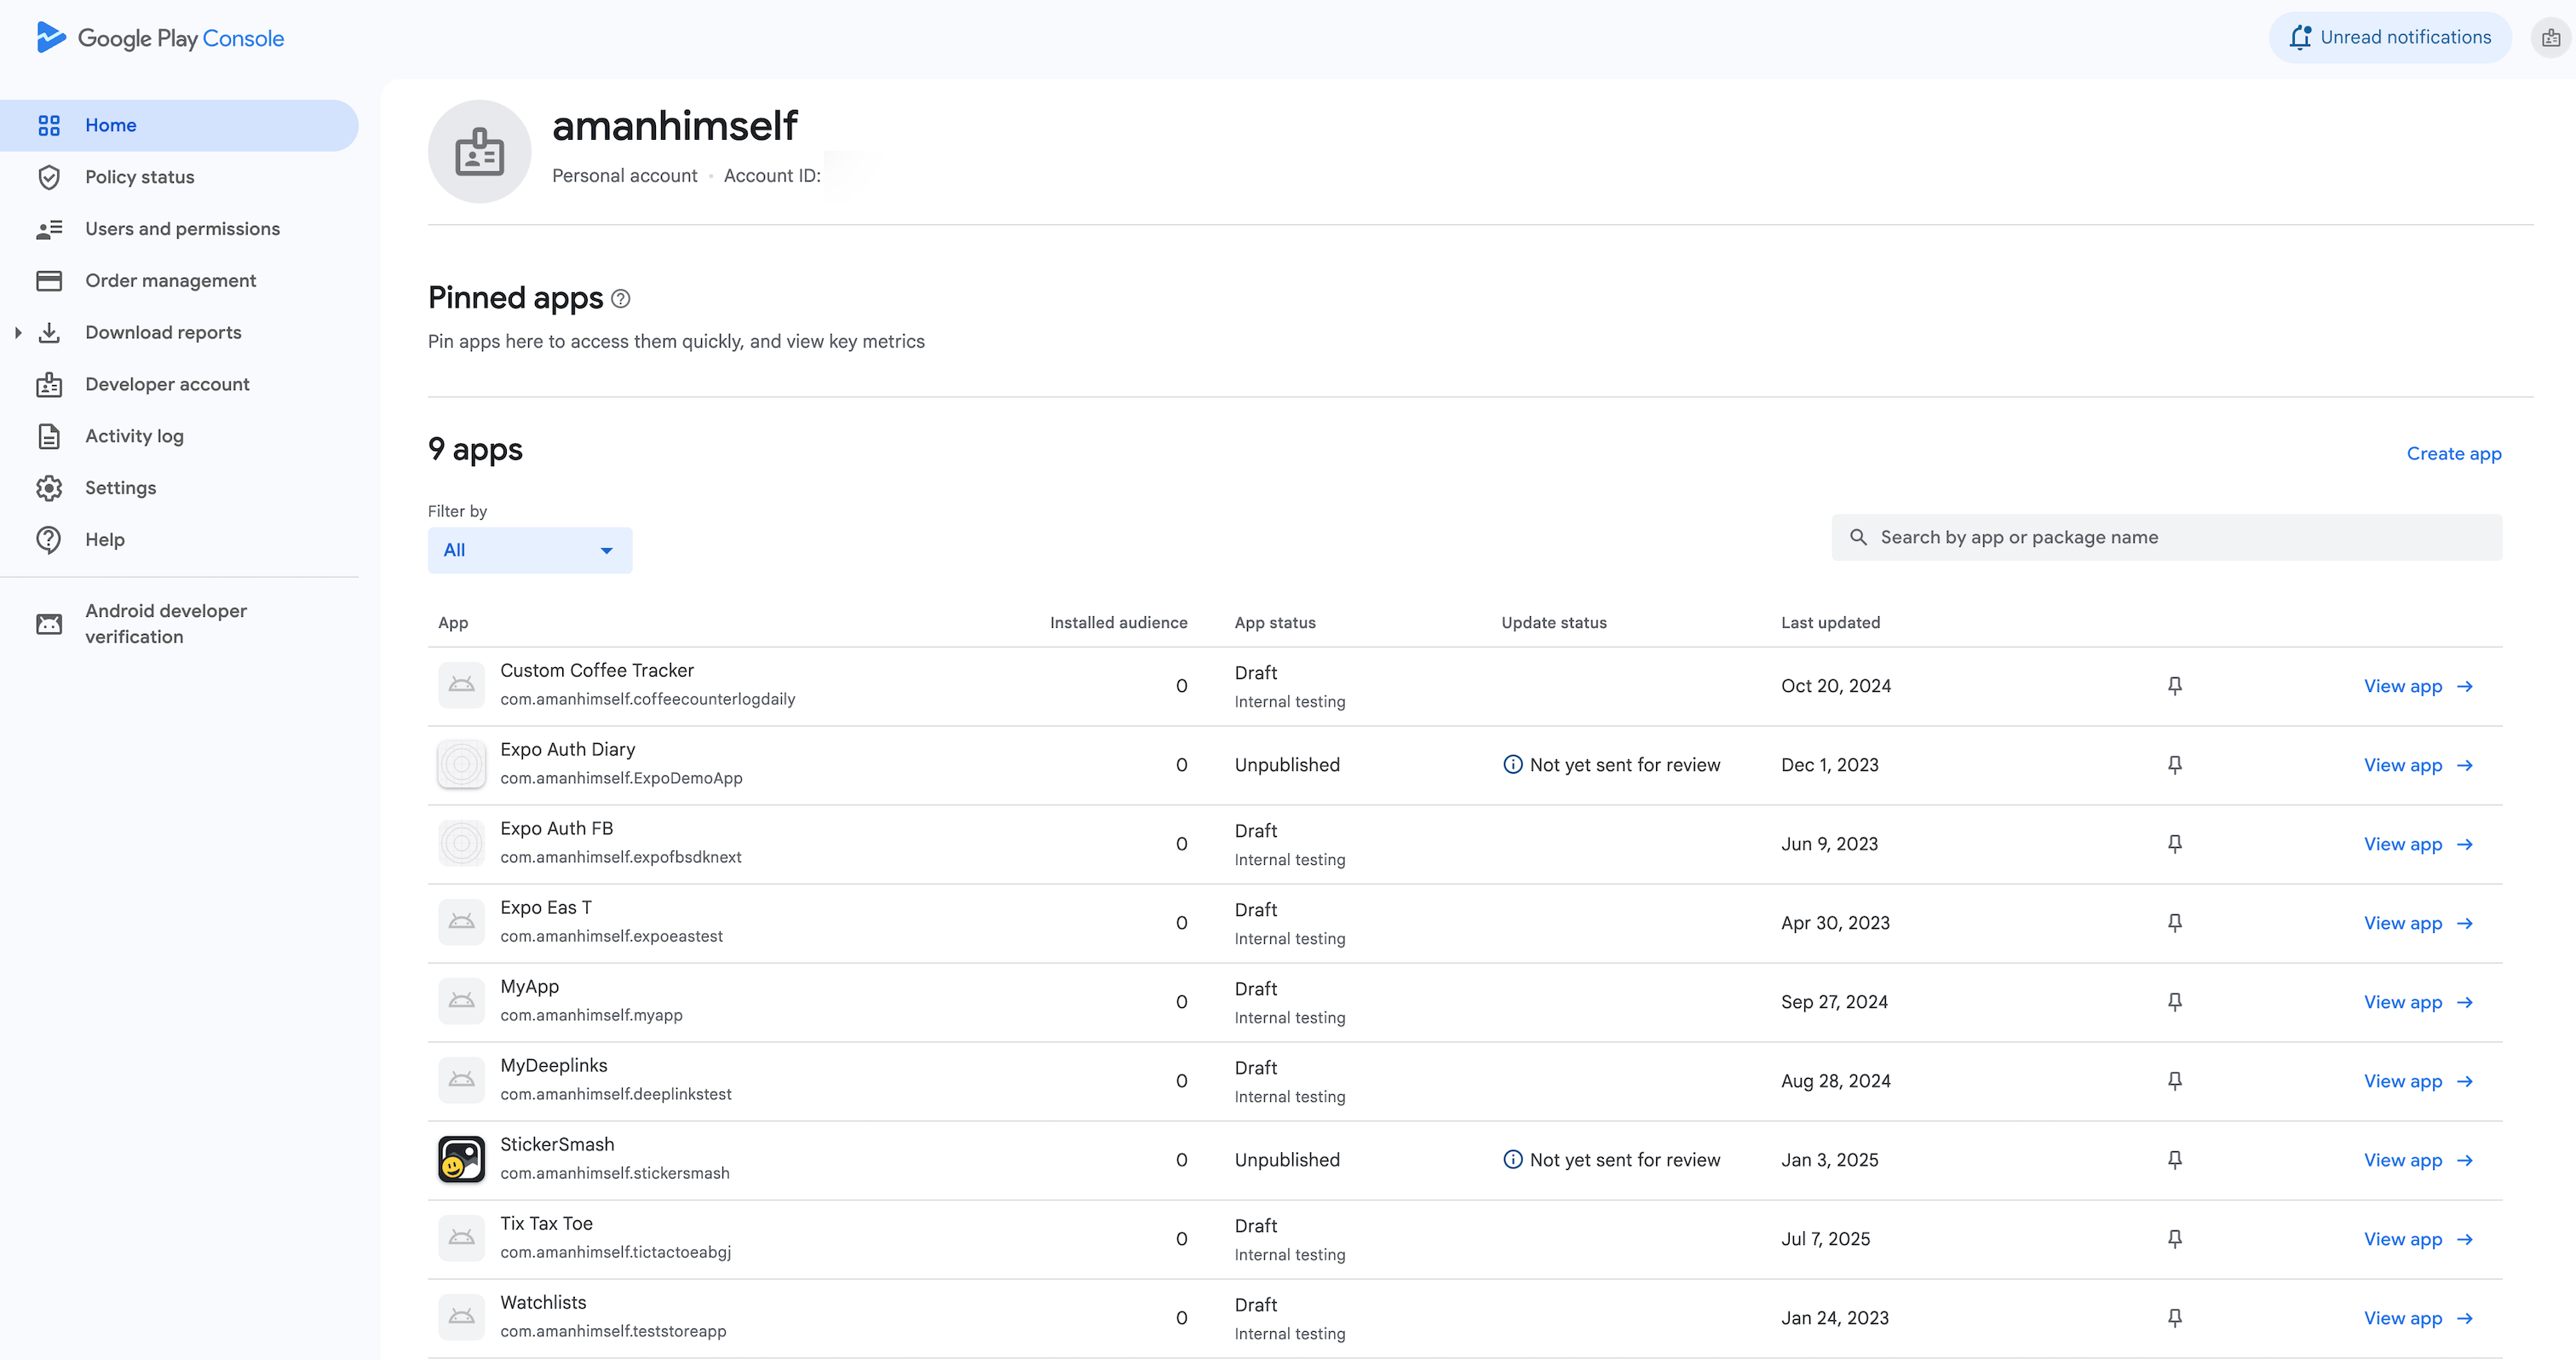 Google Play Console
Unread notifications
Home
Policy status
Users and permissions
Order management
Download reports
Developer account
Activity log
Settings
Help
Android developer
verification
amanhimself
Personal account • Account ID:
Pinned apps
Pin apps here to access them quickly, and view key metrics
9 apps
Create app
Filter by
All
Search by app or package name
App Installed audience App status Update status Last updated
Custom Coffee Tracker
com.amanhimself.coffeecounterlogdaily
0
Draft
Internal testing
Oct 20, 2024
View app
Expo Auth Diary
com.amanhimself.ExpoDemoApp
0
Unpublished
Not yet sent for review
Dec 1, 2023
View app
Expo Auth FB
com.amanhimself.expofbsdknext
0
Draft
Internal testing
Jun 9, 2023
View app
Expo Eas T
com.amanhimself.expoeastest
0
Draft
Internal testing
Apr 30, 2023
View app
MyApp
com.amanhimself.myapp
0
Draft
Internal testing
Sep 27, 2024
View app
MyDeeplinks
com.amanhimself.deeplinkstest
0
Draft
Internal testing
Aug 28, 2024
View app
StickerSmash
com.amanhimself.stickersmash
0
Unpublished
Not yet sent for review
Jan 3, 2025
View app
Tix Tax Toe
com.amanhimself.tictactoeabgj
0
Draft
Internal testing
Jul 7, 2025
View app
Watchlists
com.amanhimself.teststoreapp
0
Draft
Internal testing
Jan 24, 2023
View app